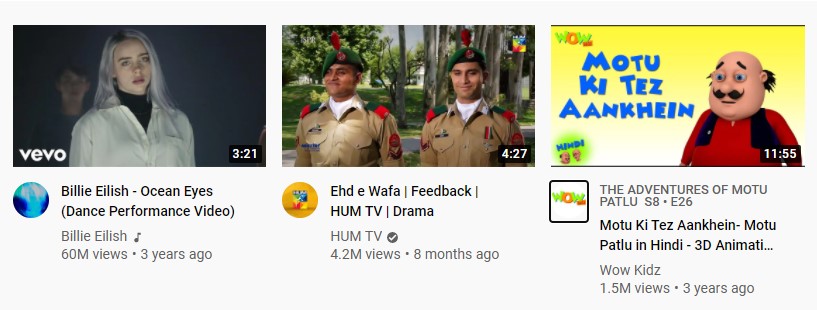 vevo
3:21
Billie Eilish - Ocean Eyes
(Dance Performance Video)
Billie Eilish
60M views • 3 years ago
4:27
Ehd e Wafa | Feedback |
HUM TV | Drama
HUM TV
4.2M views • 8 months ago
WOW
MOTU
KI TEZ
AANKHEIN
HINDI
11:55
WOW
THE ADVENTURES OF MOTU
PATLU S8 • E26
Motu Ki Tez Aankhein- Motu
Patlu in Hindi - 3D Animati…
Wow Kidz
1.5M views • 3 years ago